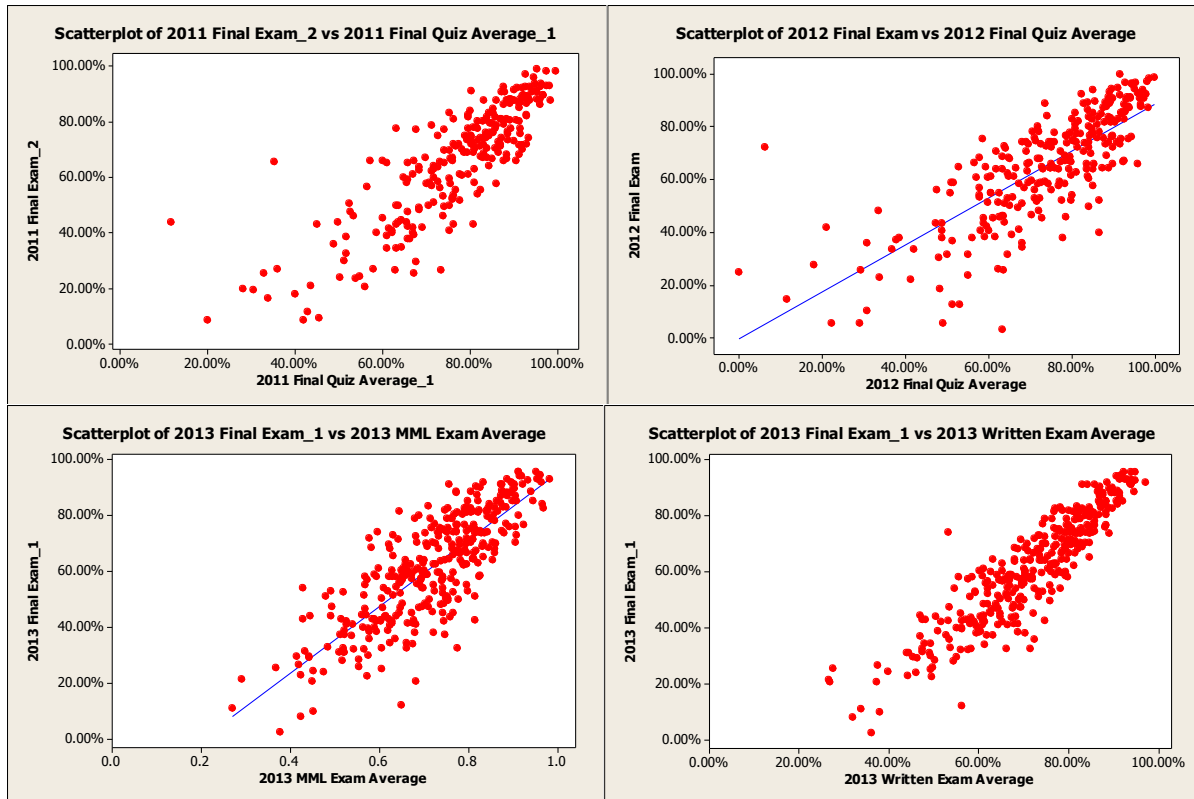 Scatterplot of 2011 Final Exam_2 vs 2011 Final Quiz Average_1
100.00%
80.00%
60.00%
40.00%
20.00%
0.00%
2011 Final Exam_2
0.00% 20.00% 40.00% 60.00% 80.00% 100.00%
2011 Final Quiz Average_1
Scatterplot of 2012 Final Exam vs 2012 Final Quiz Average
100.00%
80.00%
60.00%
40.00%
20.00%
0.00%
2012 Final Exam
0.00% 20.00% 40.00% 60.00% 80.00% 100.00%
2012 Final Quiz Average
Scatterplot of 2013 Final Exam_1 vs 2013 MML Exam Average
100.00%
80.00%
60.00%
40.00%
20.00%
0.00%
2013 Final Exam_1
0.0 0.2 0.4 0.6 0.8 1.0
2013 MML Exam Average
Scatterplot of 2013 Final Exam_1 vs 2013 Written Exam Average
100.00%
80.00%
60.00%
40.00%
20.00%
0.00%
2013 Final Exam_1
0.00% 20.00% 40.00% 60.00% 80.00% 100.00%
2013 Written Exam Average